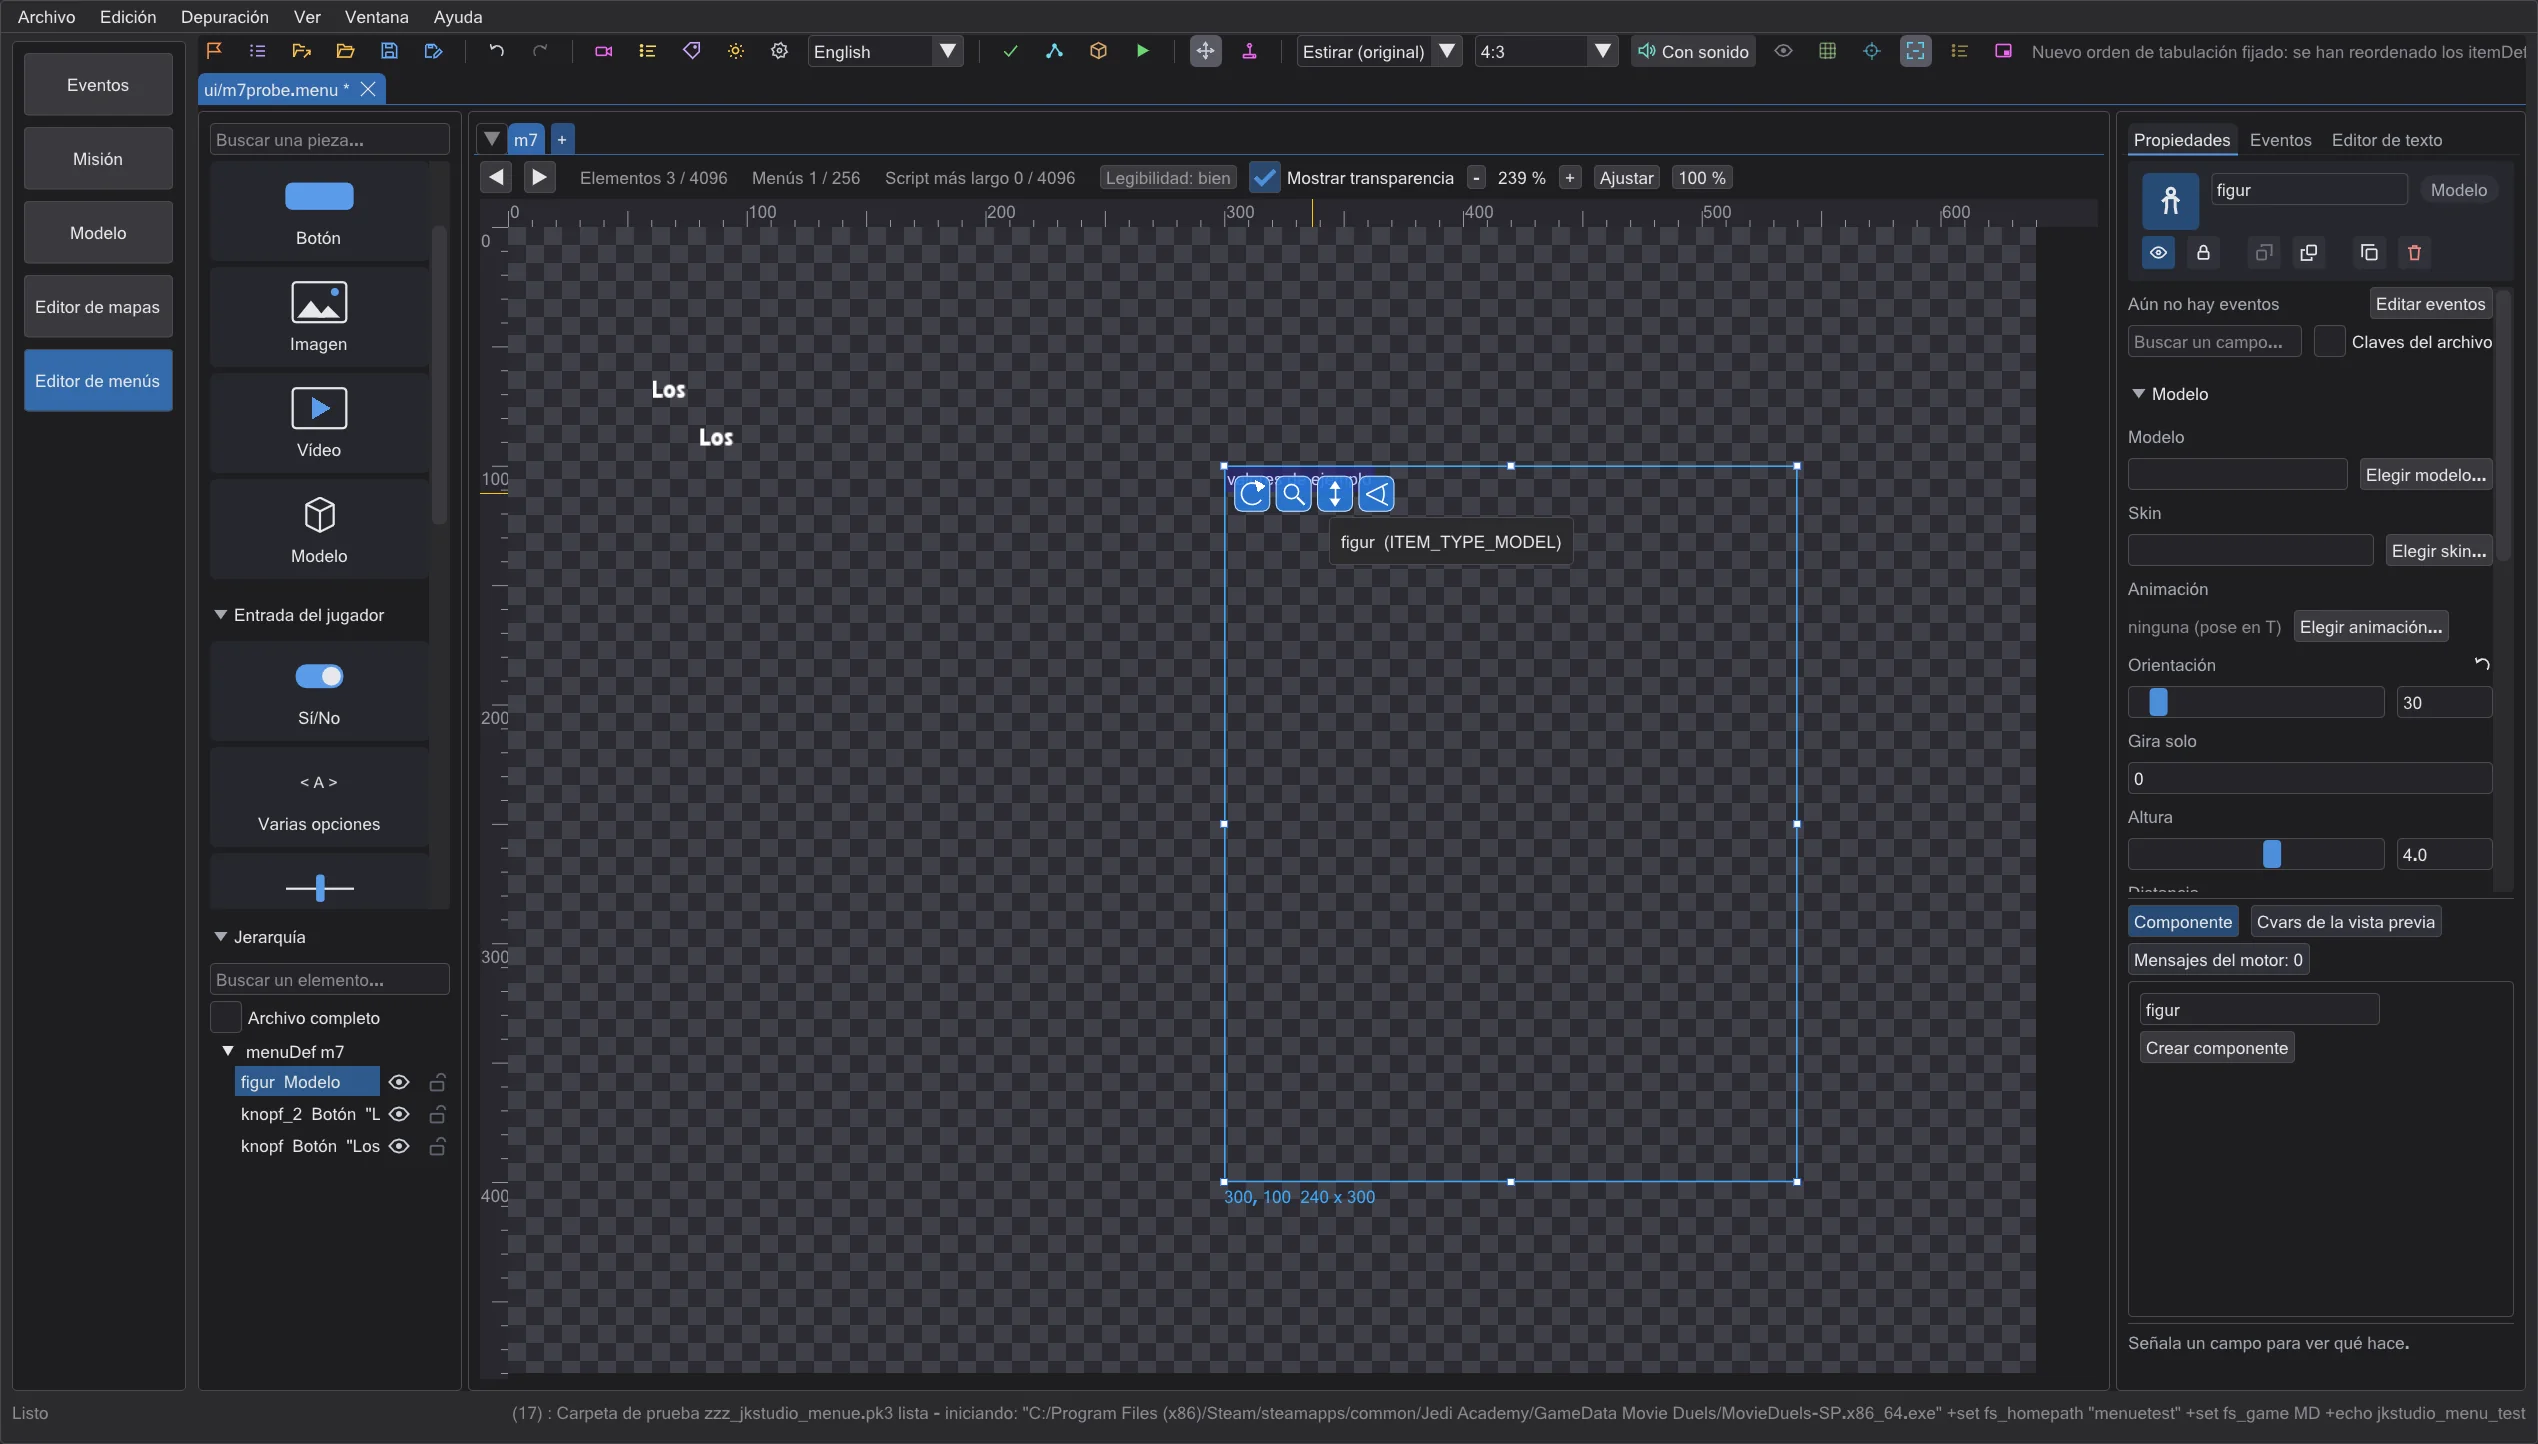 Archivo Edición Depuración Ver Ventana Ayuda
English
Estirar (original)
4:3
Con sonido
Nuevo orden de tabulación fijado: se han reordenado los itemDef
ui/m7probe.menu *
Eventos
Misión
Modelo
Editor de mapas
Editor de menús
Buscar una pieza...
Botón
Imagen
Vídeo
Modelo
Entrada del jugador
Sí/No
< A >
Varias opciones
Jerarquía
Buscar un elemento...
Archivo completo
menuDef m7
figur Modelo
knopf_2 Botón "L
knopf Botón "Los
m7
+
Elementos 3 / 4096
Menús 1 / 256
Script más largo 0 / 4096
Legibilidad: bien
Mostrar transparencia
-
239 %
+
Ajustar
100 %
0 100 200 300 400 500 600
0
100
200
300
400
Los
Los
figur (ITEM_TYPE_MODEL)
300, 100 240 x 300
Propiedades Eventos Editor de texto
figur
Modelo
Aún no hay eventos
Editar eventos
Buscar un campo...
Claves del archivo
Modelo
Modelo
Elegir modelo...
Skin
Elegir skin...
Animación
ninguna (pose en T)
Elegir animación...
Orientación
30
Gira solo
0
Altura
4.0
Componente
Cvars de la vista previa
Mensajes del motor: 0
figur
Crear componente
Señala un campo para ver qué hace.
Listo
(17) : Carpeta de prueba zzz_jkstudio_menue.pk3 lista - iniciando: "C:/Program Files (x86)/Steam/steamapps/common/Jedi Academy/GameData Movie Duels/MovieDuels-SP.x86_64.exe" +set fs_homepath "menuetest" +set fs_game MD +echo jkstudio_menu_test